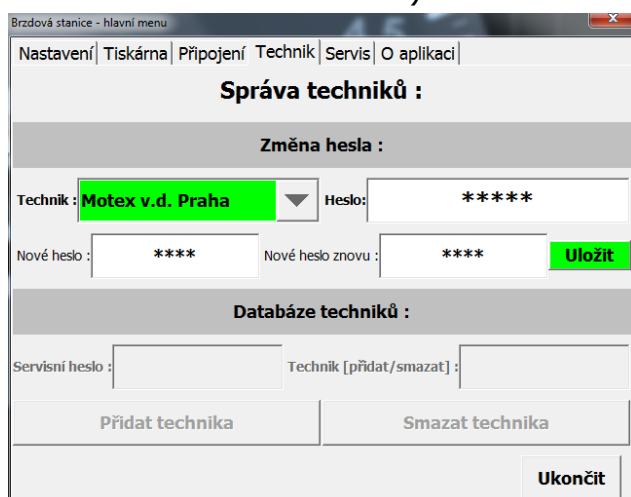 Brzdová stanice - hlavní menu
Nastavení Tiskárna Připojení Technik Servis O aplikaci
Správa techniků :
Změna hesla :
Technik : Motex v.d. Praha Heslo: *****
Nové heslo : **** Nové heslo znovu : **** Uložit
Databáze techniků :
Servisní heslo : Technik [přidat/smazat] :
Přidat technika Smazat technika
Ukončit